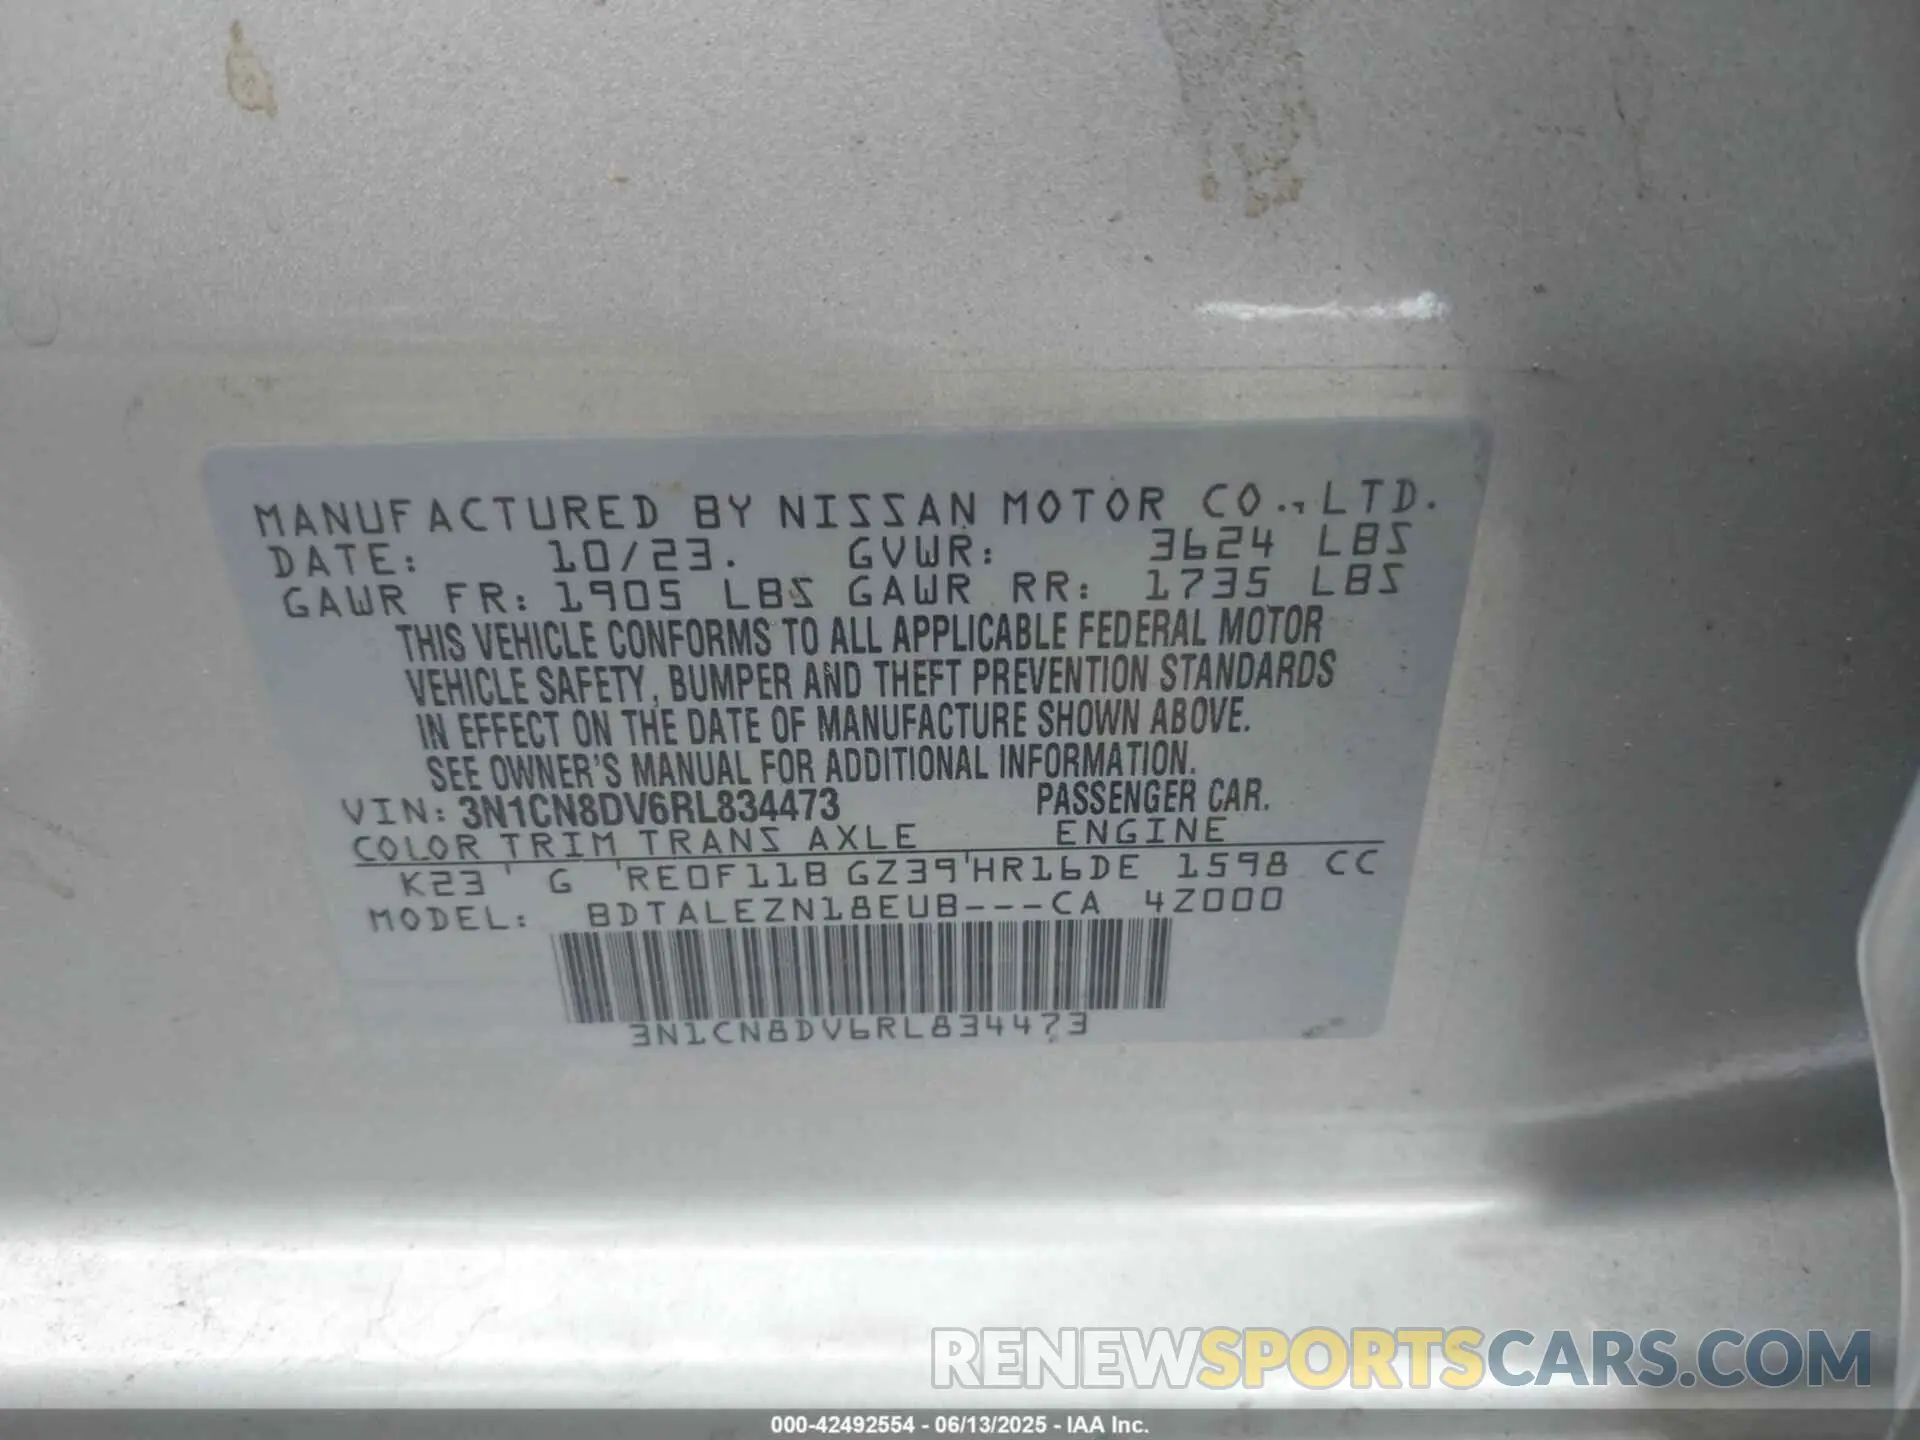 MANUFACTURED BY NISSAN MOTOR CO., LTD.
DATE: 10/23. GVWR: 3624 LBS
GAWR FR: 1905 LBS GAWR RR: 1735 LBS
THIS VEHICLE CONFORMS TO ALL APPLICABLE FEDERAL MOTOR
VEHICLE SAFETY, BUMPER AND THEFT PREVENTION STANDARDS
IN EFFECT ON THE DATE OF MANUFACTURE SHOWN ABOVE.
SEE OWNER'S MANUAL FOR ADDITIONAL INFORMATION.
VIN: 3N1CN8DV6RL834473 PASSENGER CAR.
COLOR TRIM TRANS AXLE ENGINE
K23 ' G 'RE0F11B GZ39'HR16DE 1598 CC
MODEL: BDTALEZN18EUB---CA 4Z000
3N1CN8DV6RL834473
RENEWSPORTSCARS.COM
000-42492554 - 06/13/2025 - IAA Inc.